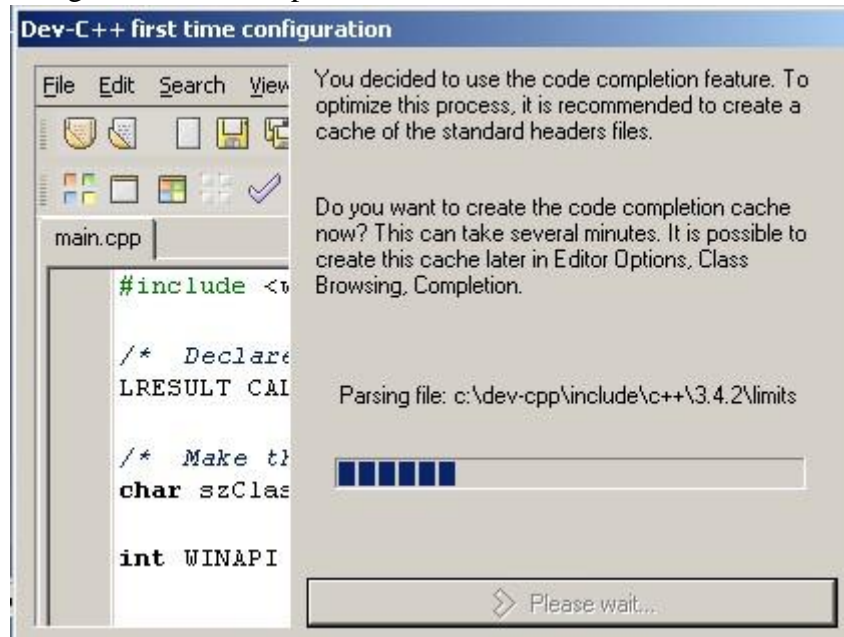 Dev-C++ first time configuration
File Edit Search View
main.cpp
#include <w
/* Declare
LRESULT CAL
/* Make th
char szClas
int WINAPI
You decided to use the code completion feature. To
optimize this process, it is recommended to create a
cache of the standard headers files.
Do you want to create the code completion cache
now? This can take several minutes. It is possible to
create this cache later in Editor Options, Class
Browsing, Completion.
Parsing file: c:\dev-cpp\include\c++\3.4.2\limits
Please wait...